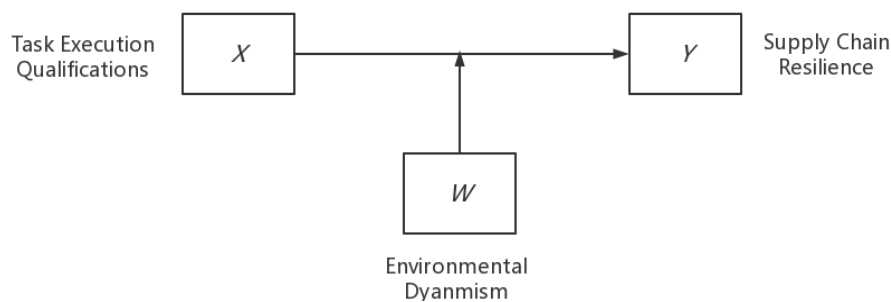 Task Execution
Qualifications
X
Y
Supply Chain
Resilience
W
Environmental
Dyanmism